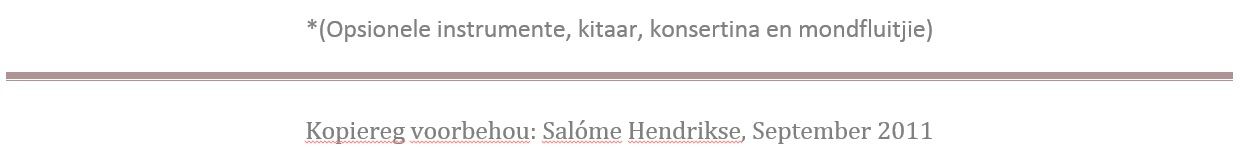 *(Opsionele instrumente, kitaar, konsertina en mondfluitjie)
Kopiereg voorbehou: Salóme Hendrikse, September 2011